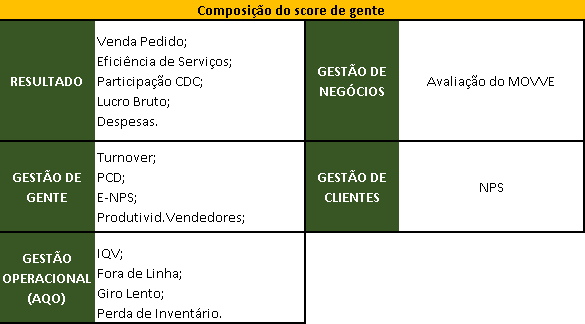 Composição do score de gente
RESULTADO
Venda Pedido;
Eficiência de Serviços;
Participação CDC;
Lucro Bruto;
Despesas.
GESTÃO DE
NEGÓCIOS
Avaliação do MOVVE
GESTÃO DE
GENTE
Turnover;
PCD;
E-NPS;
Produtivid.Vendedores;
GESTÃO DE
CLIENTES
NPS
GESTÃO
OPERACIONAL
(AQO)
IQV;
Fora de Linha;
Giro Lento;
Perda de Inventário.